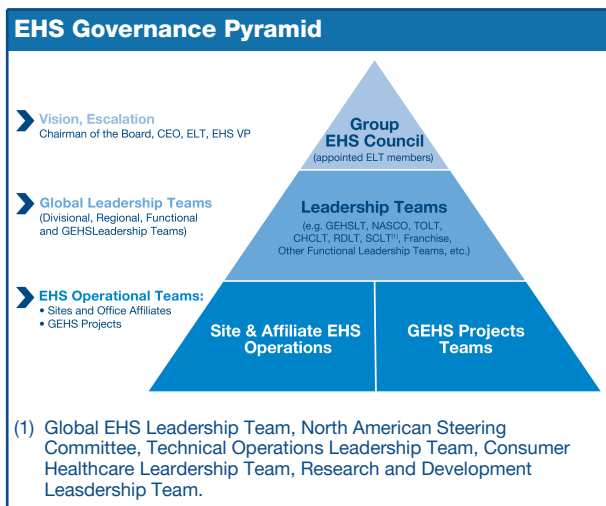 EHS Governance Pyramid
Vision, Escalation
Chairman of the Board, CEO, ELT, EHS VP
Group
EHS Council
(appointed ELT members)
Global Leadership Teams
(Divisional, Regional, Functional
and GEHSLeadership Teams)
Leadership Teams
(e.g. GEHSLT, NASCO, TOLT,
CHCLT, RDLT, SCLT(1), Franchise,
Other Functional Leadership Teams, etc.)
EHS Operational Teams:
• Sites and Office Affiliates
• GEHS Projects
Site & Affiliate EHS
Operations
GEHS Projects
Teams
(1) Global EHS Leadership Team, North American Steering
Committee, Technical Operations Leadership Team, Consumer
Healthcare Leardership Team, Research and Development
Leasdership Team.